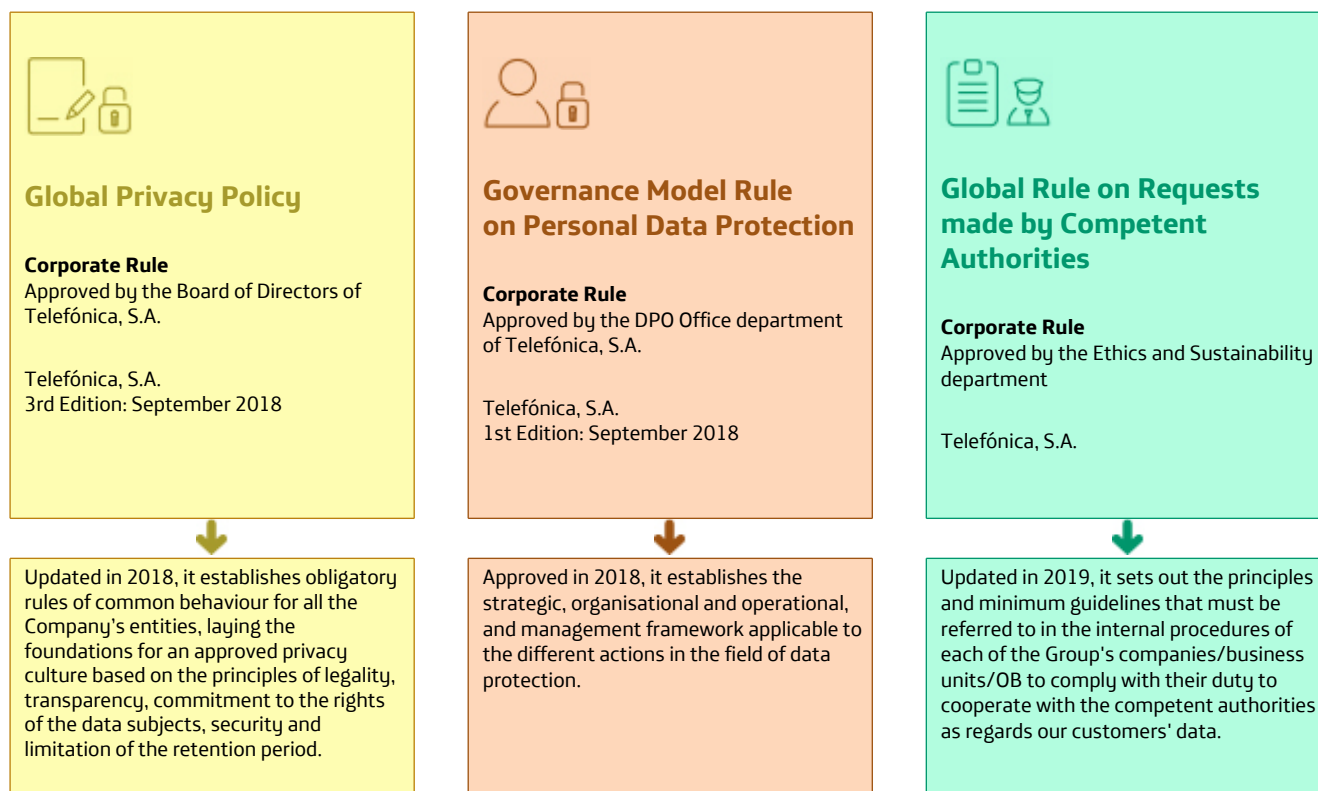 Global Privacy Policy
Corporate Rule
Approved by the Board of Directors of
Telefónica, S.A.
Telefónica, S.A.
3rd Edition: September 2018
Updated in 2018, it establishes obligatory
rules of common behaviour for all the
Company's entities, laying the
foundations for an approved privacy
culture based on the principles of legality,
transparency, commitment to the rights
of the data subjects, security and
limitation of the retention period.
Governance Model Rule
on Personal Data Protection
Corporate Rule
Approved by the DPO Office department
of Telefónica, S.A.
Telefónica, S.A.
1st Edition: September 2018
Approved in 2018, it establishes the
strategic, organisational and operational,
and management framework applicable to
the different actions in the field of data
protection.
Global Rule on Requests
made by Competent
Authorities
Corporate Rule
Approved by the Ethics and Sustainability
department
Telefónica, S.A.
Updated in 2019, it sets out the principles
and minimum guidelines that must be
referred to in the internal procedures of
each of the Group's companies/business
units/OB to comply with their duty to
cooperate with the competent authorities
as regards our customers' data.